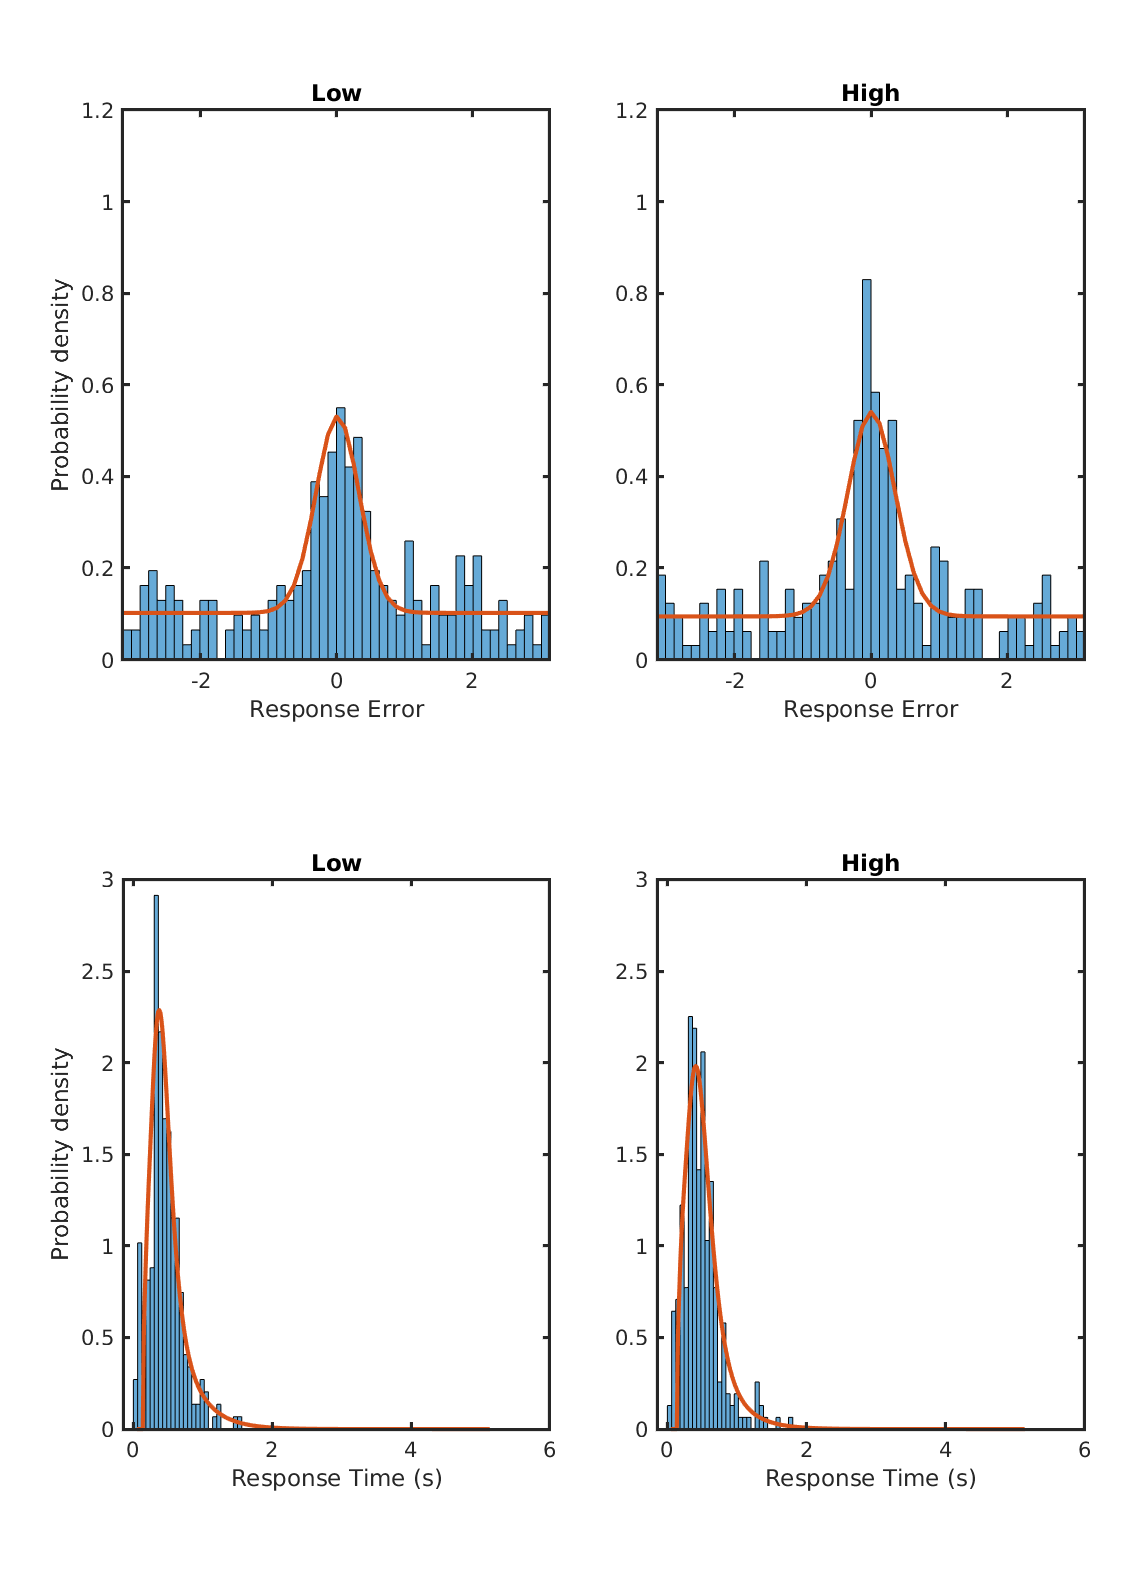 Low High
1.2 1.2
1 1
0.8 0.8
0.6 0.6
0.4 0.4
0.2 0.2
0 0
Probability density
-2 0 2 -2 0 2
Response Error Response Error
Low High
3 3
2.5 2.5
2 2
1.5 1.5
1 1
0.5 0.5
0 0
Probability density
0 2 4 6 0 2 4 6
Response Time (s) Response Time (s)